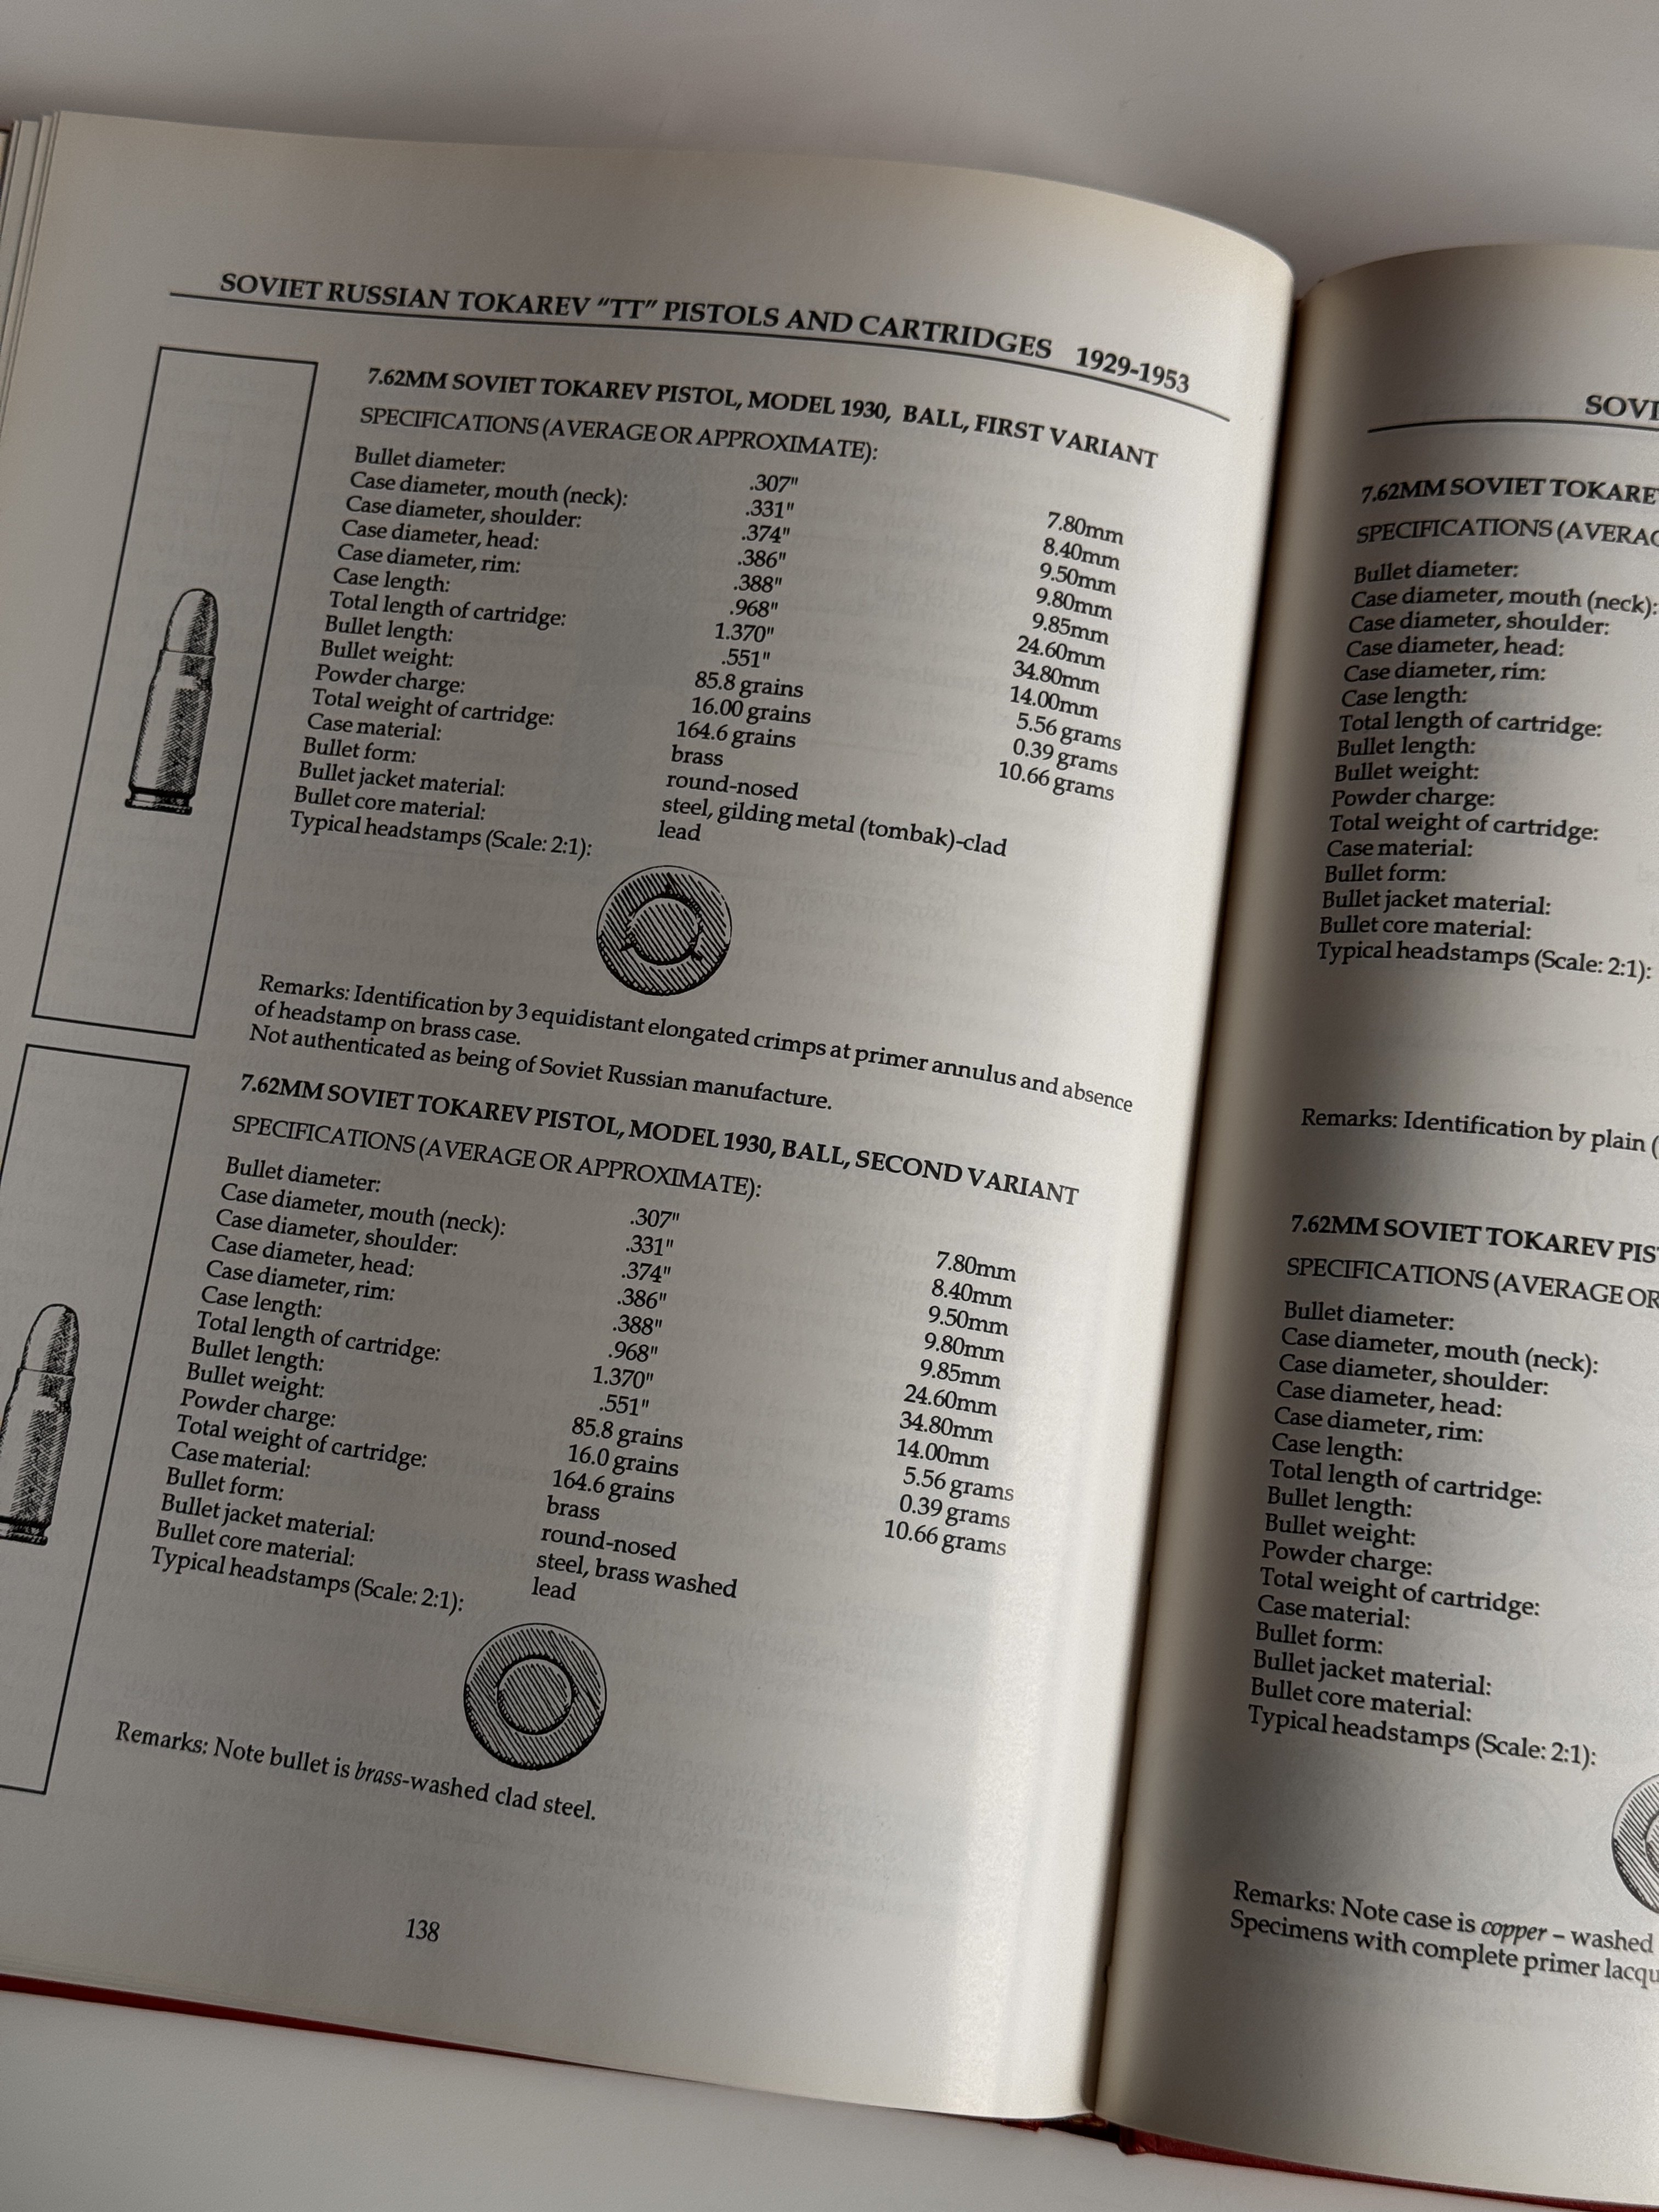 SOVIET RUSSIAN TOKAREV “TT” PISTOLS AND CARTRIDGES 1929-1953
7.62MM SOVIET TOKAREV PISTOL, MODEL 1930, BALL, FIRST VARIANT
SPECIFICATIONS (AVERAGE OR APPROXIMATE):
Bullet diameter: .307" 7.80mm
Case diameter, mouth (neck): .331" 8.40mm
Case diameter, shoulder: .374" 9.50mm
Case diameter, head: .386" 9.80mm
Case diameter, rim: .388" 9.85mm
Case length: .968" 24.60mm
Total length of cartridge: 1.370" 34.80mm
Bullet length: .551" 14.00mm
Bullet weight: 85.8 grains 5.56 grams
Powder charge: 16.00 grains 0.39 grams
Total weight of cartridge: 164.6 grains 10.66 grams
Case material: brass
Bullet form: round-nosed
Bullet jacket material: steel, gilding metal (tombak)-clad
Bullet core material: lead
Typical headstamps (Scale: 2:1):
Remarks: Identification by 3 equidistant elongated crimps at primer annulus and absence
of headstamp on brass case.
Not authenticated as being of Soviet Russian manufacture.
7.62MM SOVIET TOKAREV PISTOL, MODEL 1930, BALL, SECOND VARIANT
SPECIFICATIONS (AVERAGE OR APPROXIMATE):
Bullet diameter: .307" 7.80mm
Case diameter, mouth (neck): .331" 8.40mm
Case diameter, shoulder: .374" 9.50mm
Case diameter, head: .386" 9.80mm
Case diameter, rim: .388" 9.85mm
Case length: .968" 24.60mm
Total length of cartridge: 1.370" 34.80mm
Bullet length: .551" 14.00mm
Bullet weight: 85.8 grains 5.56 grams
Powder charge: 16.0 grains 0.39 grams
Total weight of cartridge: 164.6 grains 10.66 grams
Case material: brass
Bullet form: round-nosed
Bullet jacket material: steel, brass washed
Bullet core material: lead
Typical headstamps (Scale: 2:1):
Remarks: Note bullet is brass-washed clad steel.
138
SOVI
7.62MM SOVIET TOKARE
SPECIFICATIONS (AVERAG
Bullet diameter:
Case diameter, mouth (neck):
Case diameter, shoulder:
Case diameter, head:
Case diameter, rim:
Case length:
Total length of cartridge:
Bullet length:
Bullet weight:
Powder charge:
Total weight of cartridge:
Case material:
Bullet form:
Bullet jacket material:
Bullet core material:
Typical headstamps (Scale: 2:1):
Remarks: Identification by plain (
7.62MM SOVIET TOKAREV PIS
SPECIFICATIONS (AVERAGE OR
Bullet diameter:
Case diameter, mouth (neck):
Case diameter, shoulder:
Case diameter, head:
Case diameter, rim:
Case length:
Total length of cartridge:
Bullet length:
Bullet weight:
Powder charge:
Total weight of cartridge:
Case material:
Bullet form:
Bullet jacket material:
Bullet core material:
Typical headstamps (Scale: 2:1):
Remarks: Note case is copper – washed
Specimens with complete primer lacqu